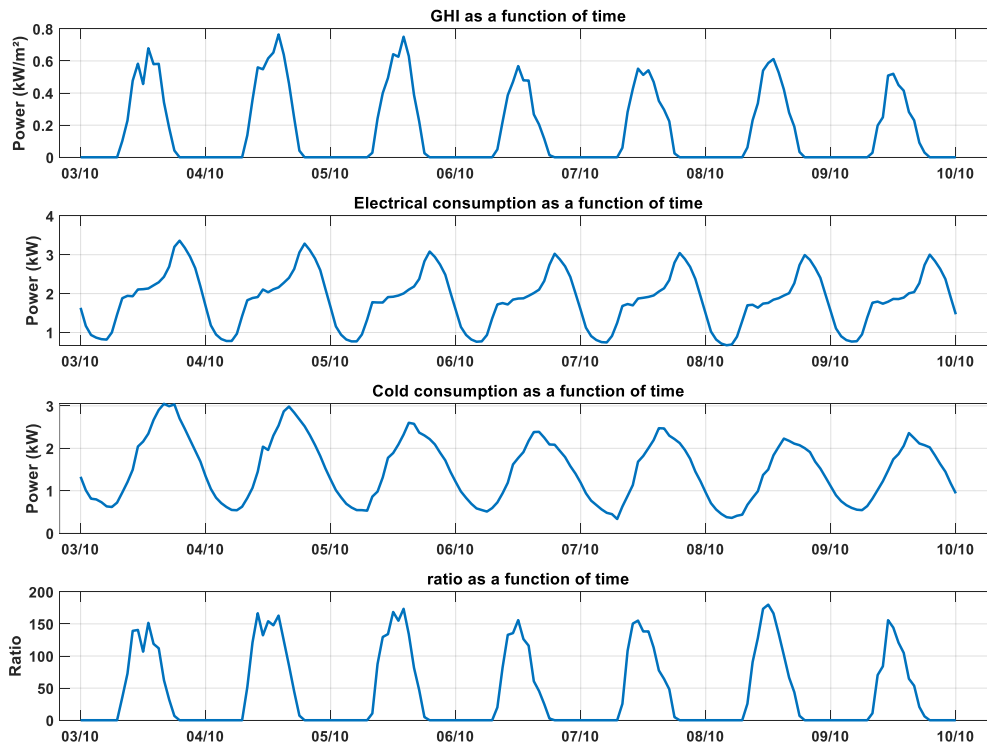 GHI as a function of time
Power (kW/m²)
0.8
0.6
0.4
0.2
0
03/10 04/10 05/10 06/10 07/10 08/10 09/10 10/10
Electrical consumption as a function of time
Power (kW)
4
3
2
1
03/10 04/10 05/10 06/10 07/10 08/10 09/10 10/10
Cold consumption as a function of time
Power (kW)
3
2
1
0
03/10 04/10 05/10 06/10 07/10 08/10 09/10 10/10
ratio as a function of time
Ratio
200
150
100
50
0
03/10 04/10 05/10 06/10 07/10 08/10 09/10 10/10